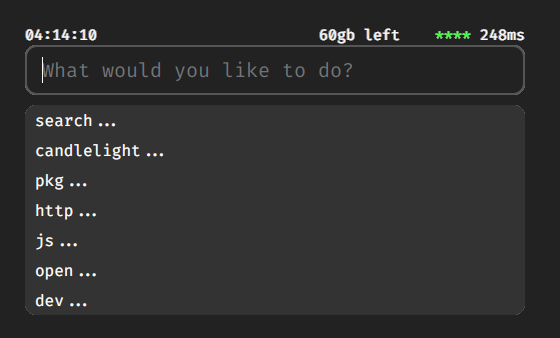 04:14:10 60gb left **** 248ms
What would you like to do?
search...
candlelight...
pkg...
http...
js...
open...
dev...